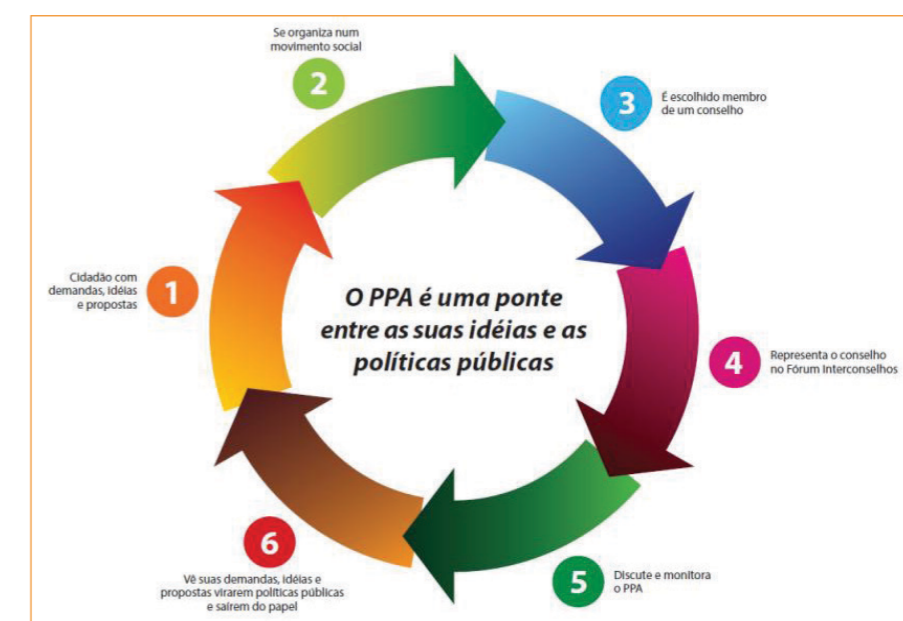 1
Cidadão com
demandas, idéias
e propostas
2
Se organiza num
movimento social
3
É escolhido membro
de um conselho
4
Representa o conselho
no Fórum Interconselhos
5
Discute e monitora
o PPA
6
Vê suas demandas, idéias e
propostas virarem políticas públicas
e saírem do papel
O PPA é uma ponte
entre as suas idéias e as
políticas públicas